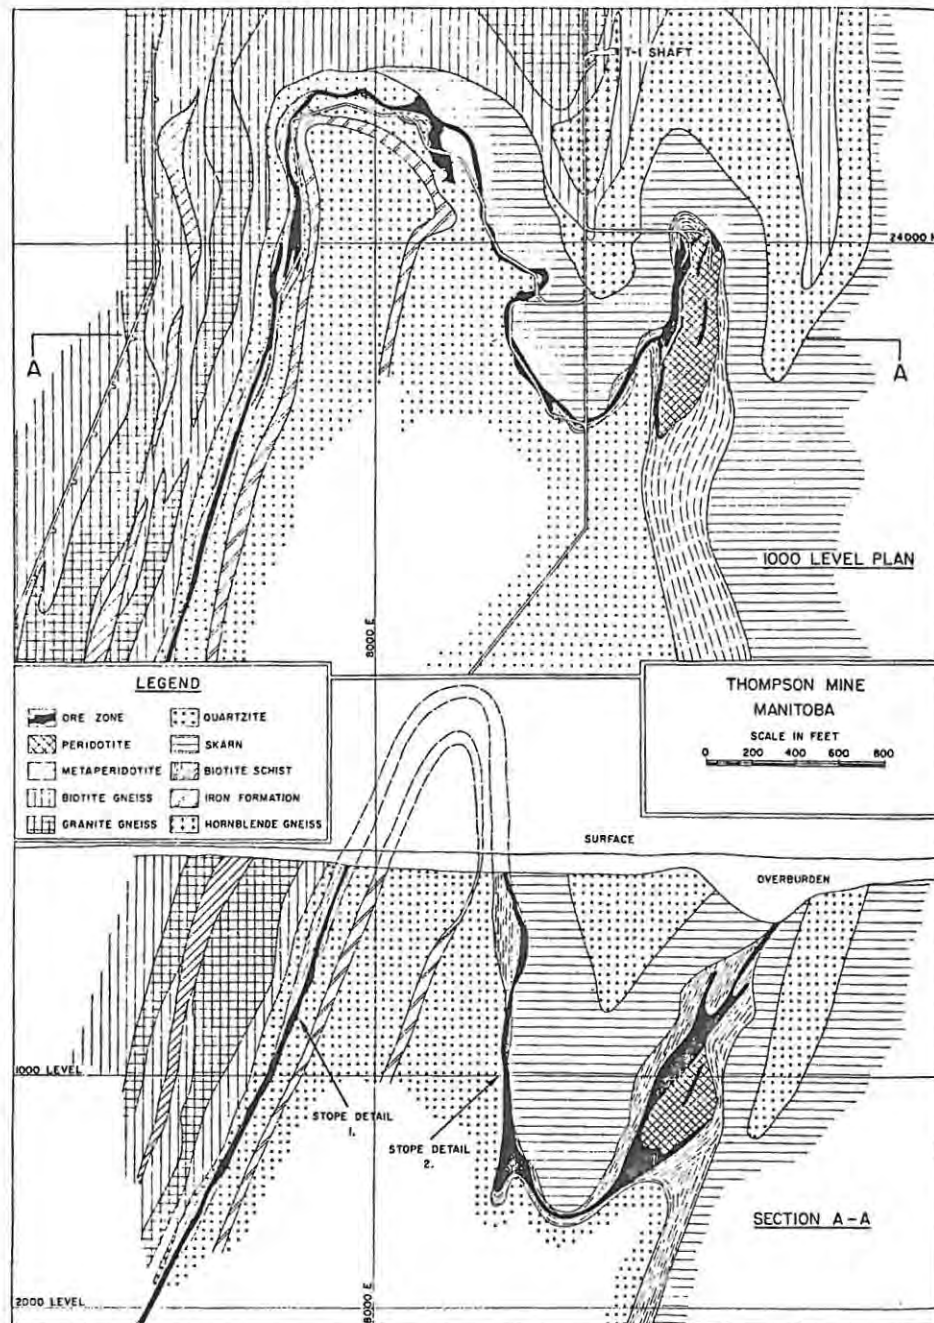 T-1 SHAFT
24000 N
A
A
1000 LEVEL PLAN
8000 E
LEGEND
ORE ZONE
QUARTZITE
PERIDOTITE
SKARN
METAPERIDOTITE
BIOTITE SCHIST
BIOTITE GNEISS
IRON FORMATION
GRANITE GNEISS
HORNBLENDE GNEISS
THOMPSON MINE
MANITOBA
SCALE IN FEET
0 200 400 600 800
SURFACE
OVERBURDEN
1000 LEVEL
STOPE DETAIL
1.
STOPE DETAIL
2.
SECTION A-A
2000 LEVEL
8000 E